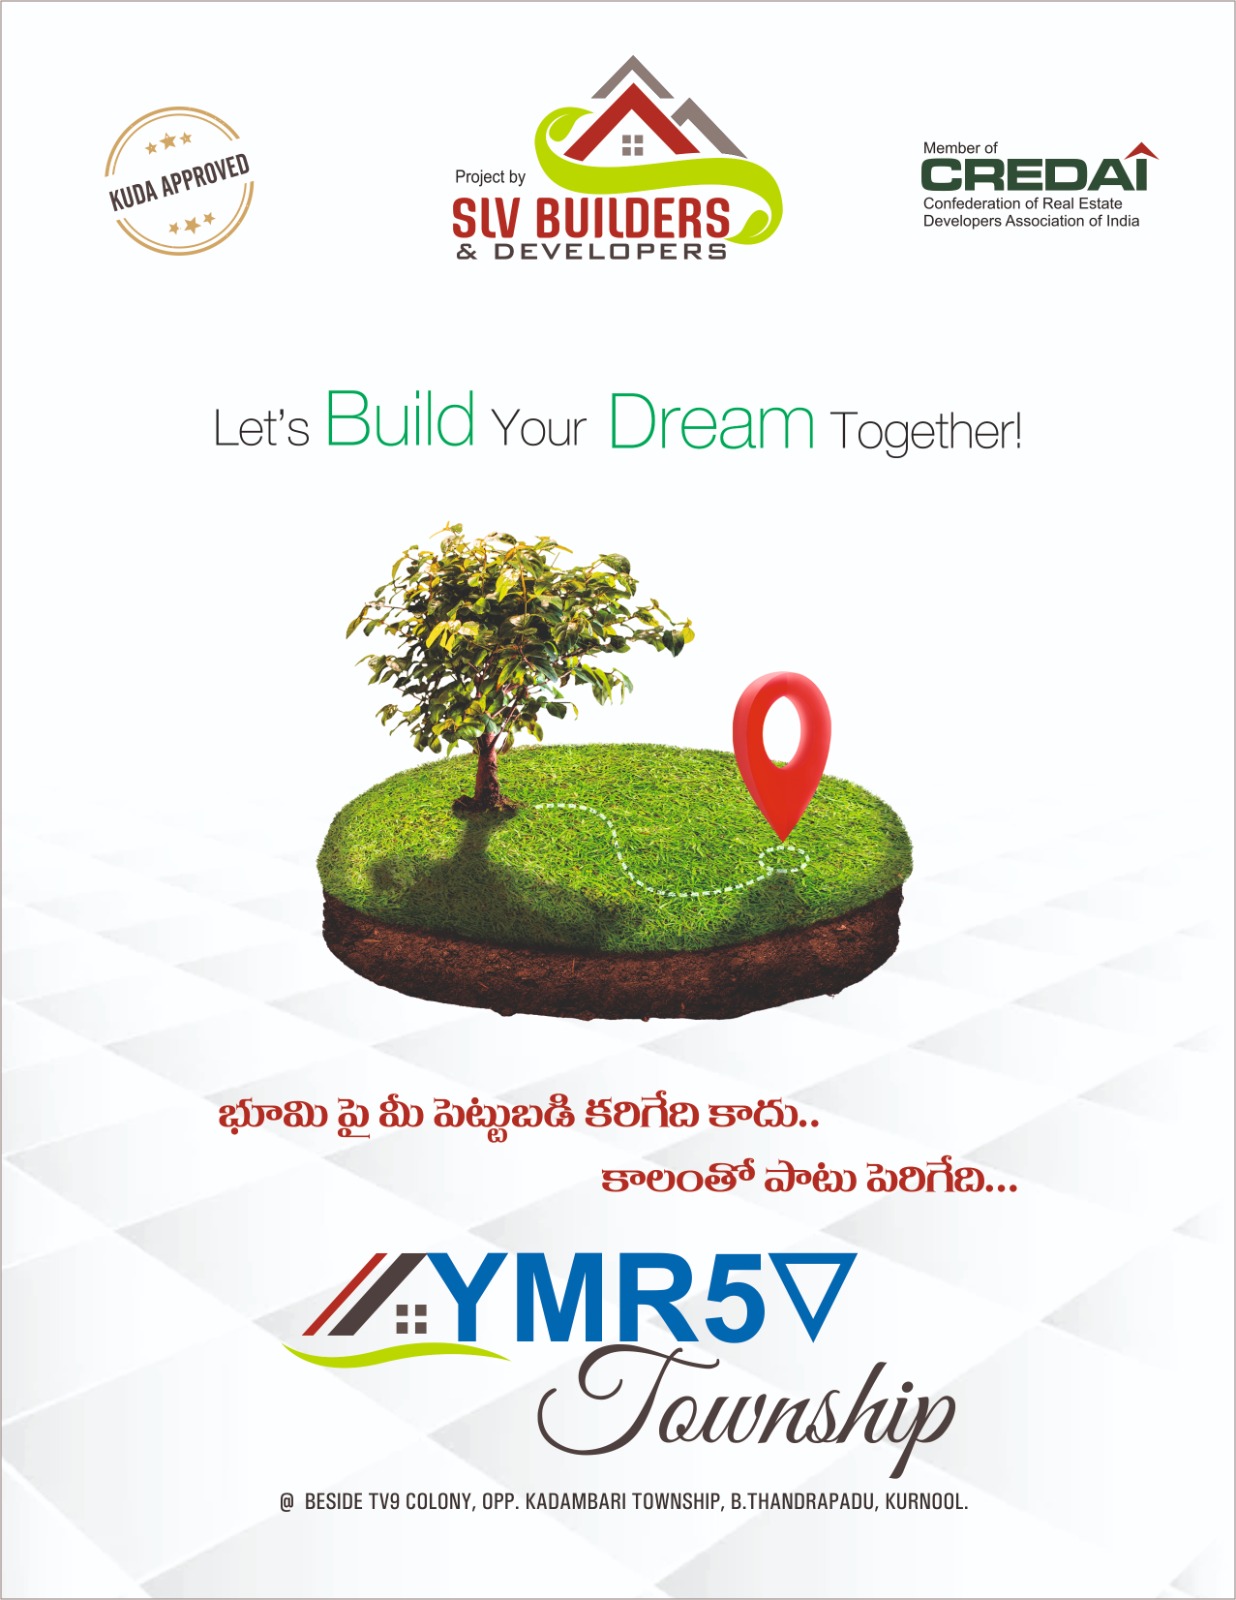 KUDA APPROVED
Project by
SLV BUILDERS
& DEVELOPERS
Member of
CREDAI
Confederation of Real Estate
Developers Association of India
Let's Build Your Dream Together!
భూమి పై మీ పెట్టుబడి కరిగేది కాదు..
కాలంతో పాటు పెరిగేది...
YMR5▽
Township
@ BESIDE TV9 COLONY, OPP. KADAMBARI TOWNSHIP, B.THANDRAPADU, KURNOOL.